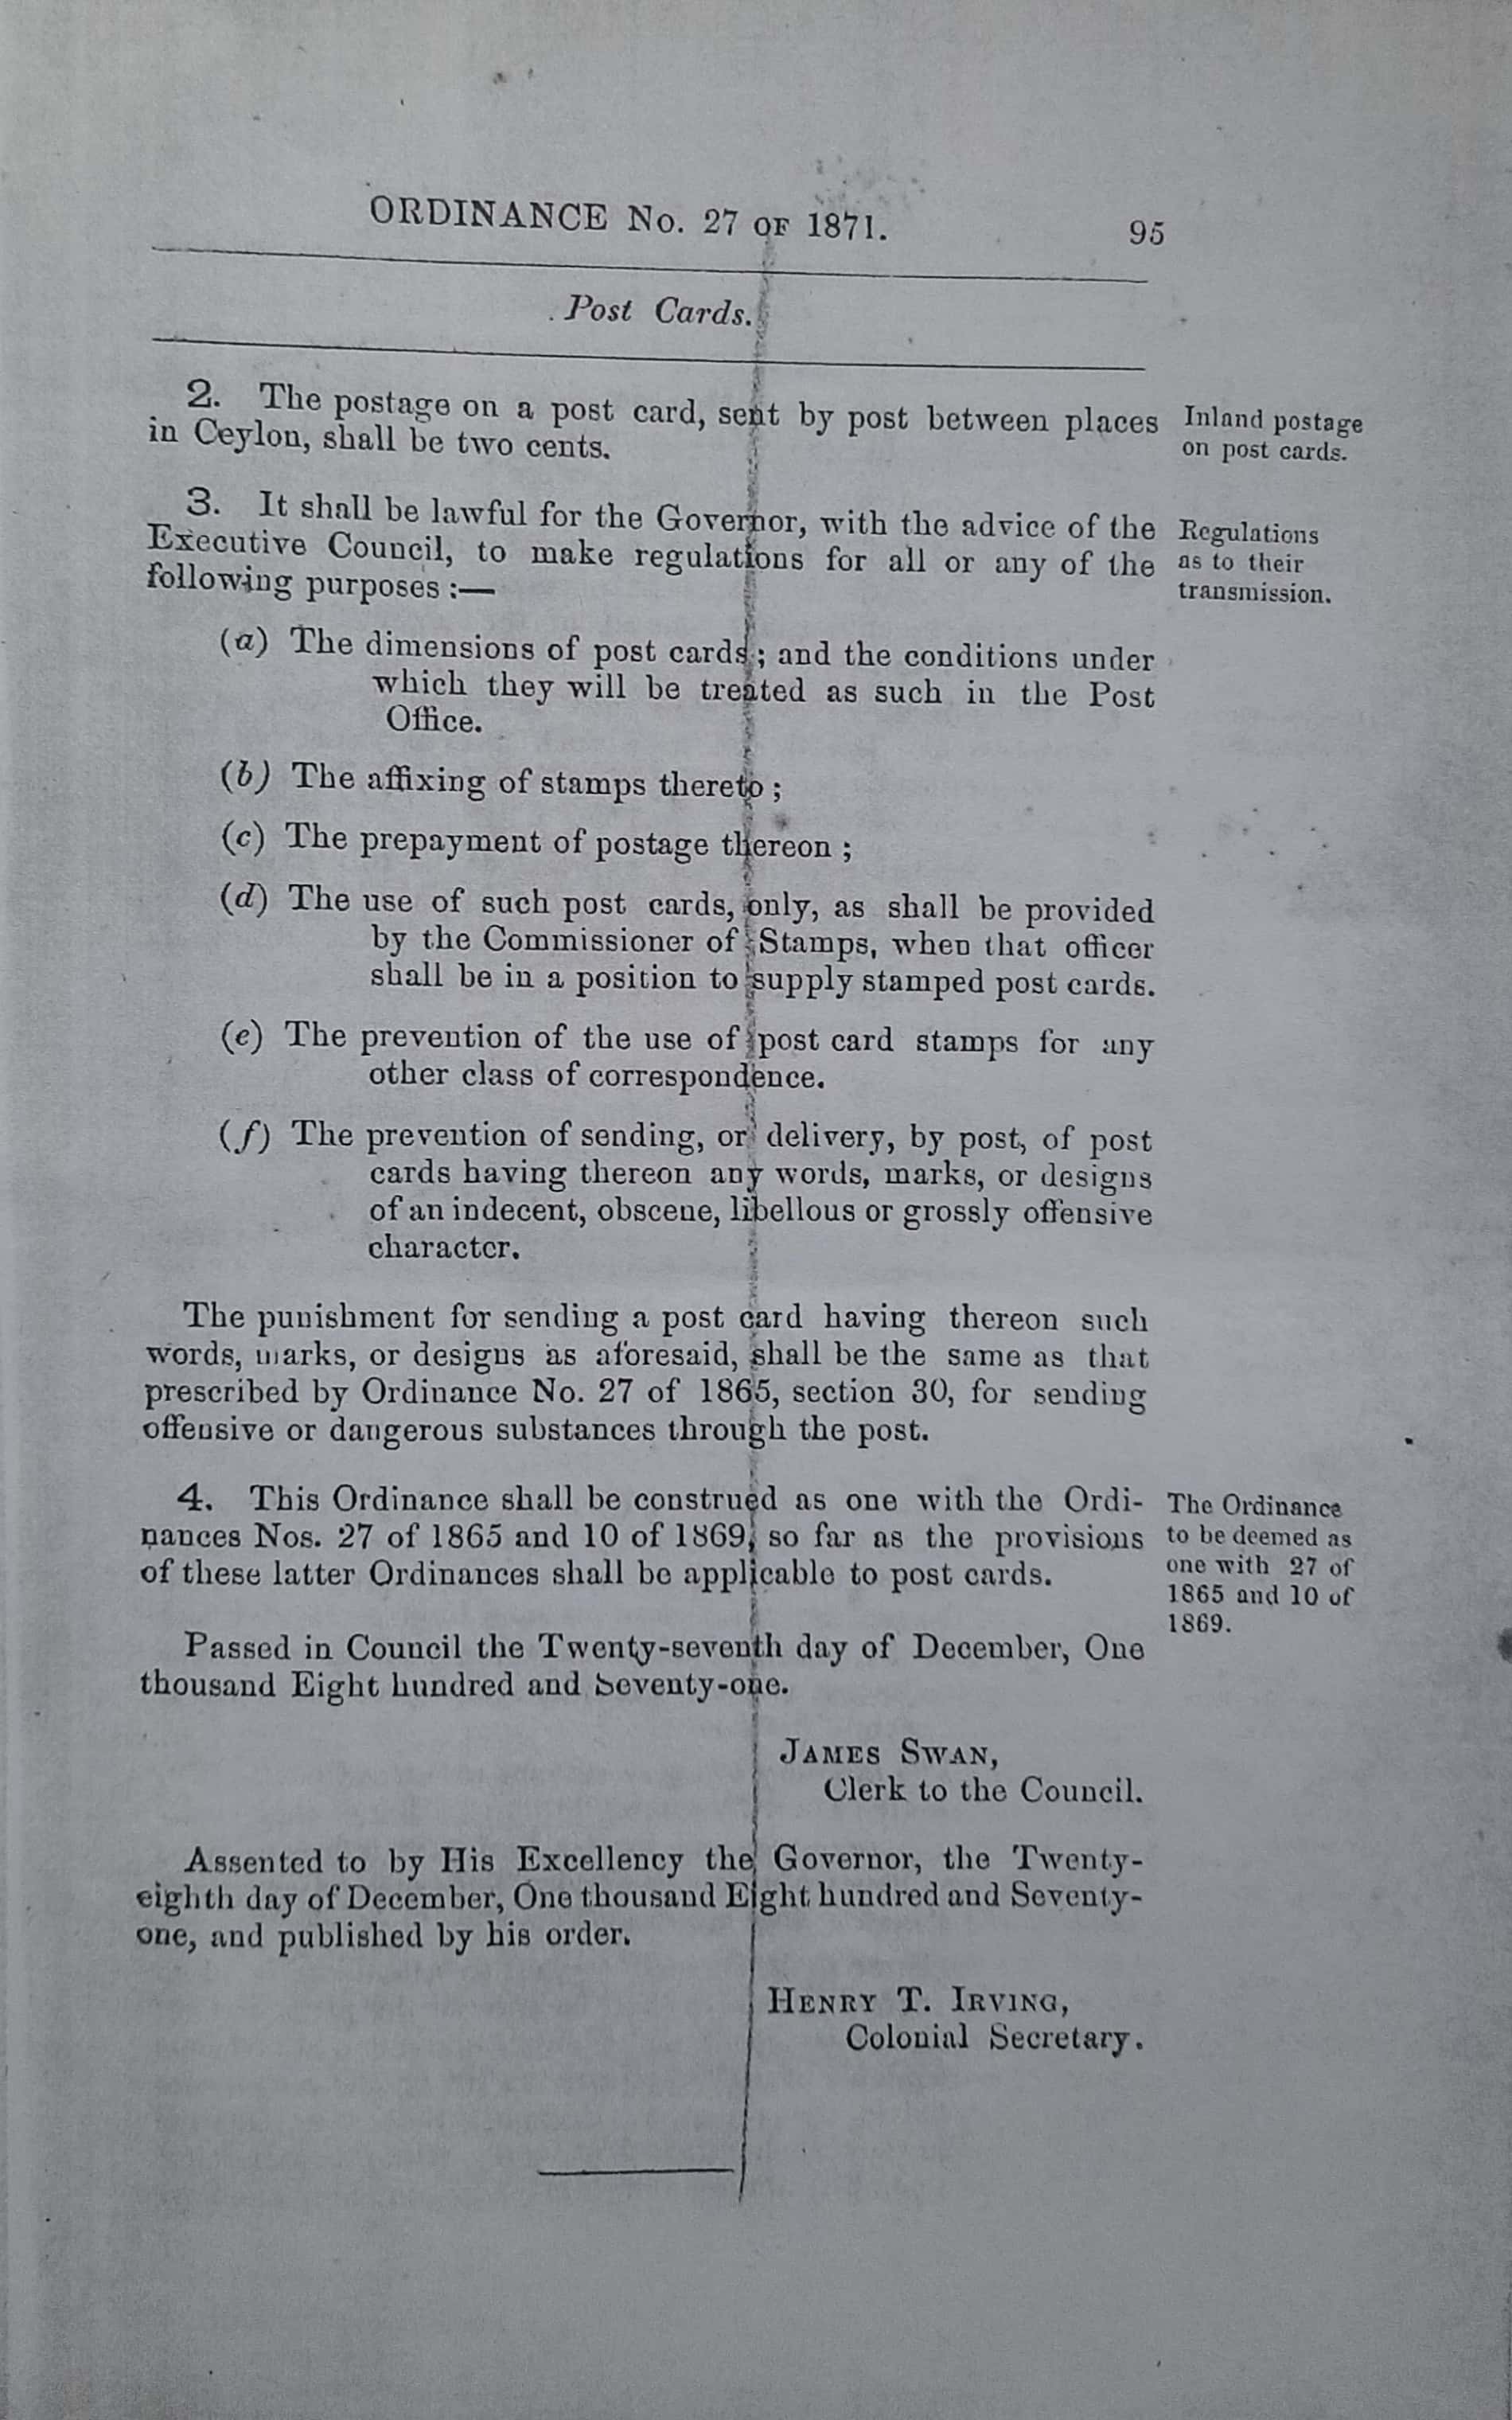 ORDINANCE No. 27 OF 1871. 95
Post Cards.
2. The postage on a post card, sent by post between places
in Ceylon, shall be two cents.
Inland postage
on post cards.
3. It shall be lawful for the Governor, with the advice of the
Executive Council, to make regulations for all or any of the
following purposes :—
Regulations
as to their
transmission.
(a) The dimensions of post cards ; and the conditions under
which they will be treated as such in the Post
Office.
(b) The affixing of stamps thereto ;
(c) The prepayment of postage thereon ;
(d) The use of such post cards, only, as shall be provided
by the Commissioner of Stamps, when that officer
shall be in a position to supply stamped post cards.
(e) The prevention of the use of post card stamps for any
other class of correspondence.
(f) The prevention of sending, or delivery, by post, of post
cards having thereon any words, marks, or designs
of an indecent, obscene, libellous or grossly offensive
character.
The punishment for sending a post card having thereon such
words, marks, or designs as aforesaid, shall be the same as that
prescribed by Ordinance No. 27 of 1865, section 30, for sending
offensive or dangerous substances through the post.
4. This Ordinance shall be construed as one with the Ordi-
nances Nos. 27 of 1865 and 10 of 1869, so far as the provisions
of these latter Ordinances shall be applicable to post cards.
The Ordinance
to be deemed as
one with 27 of
1865 and 10 of
1869.
Passed in Council the Twenty-seventh day of December, One
thousand Eight hundred and Seventy-one.
JAMES SWAN,
Clerk to the Council.
Assented to by His Excellency the Governor, the Twenty-
eighth day of December, One thousand Eight hundred and Seventy-
one, and published by his order.
HENRY T. IRVING,
Colonial Secretary.